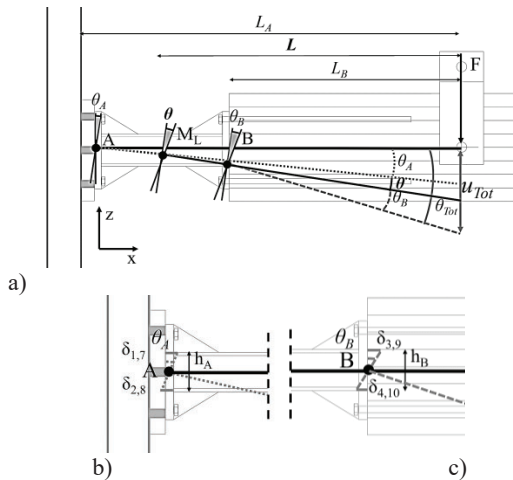 L_A
L
L_B
F
θ_A
θ
M_L
θ_B
B
A
θ_A
θ
θ_B
θ_Tot
u_Tot
z
x
a)
θ_A
δ_1,7
A
h_A
δ_2,8
θ_B
δ_3,9
B
h_B
δ_4,10
b)
c)